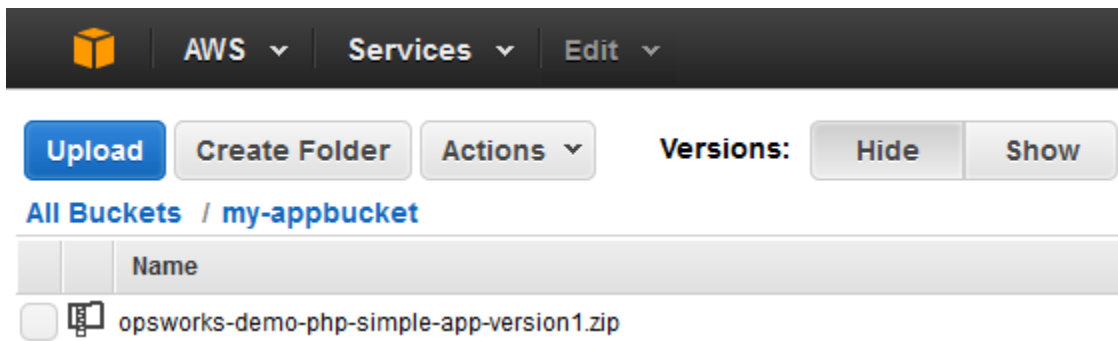 AWS Services Edit
Upload Create Folder Actions Versions: Hide Show
All Buckets / my-appbucket
Name
opsworks-demo-php-simple-app-version1.zip